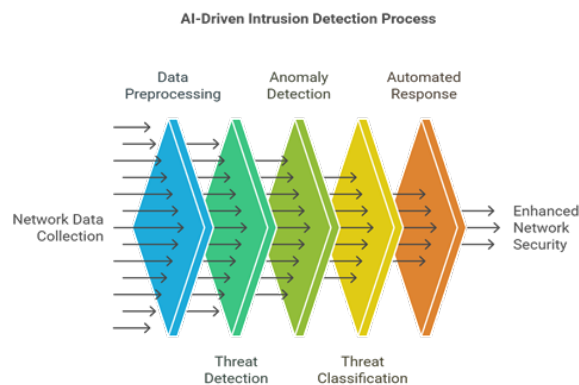 AI-Driven Intrusion Detection Process
Data
Preprocessing
Anomaly
Detection
Automated
Response
Network Data
Collection
Enhanced
Network
Security
Threat
Detection
Threat
Classification